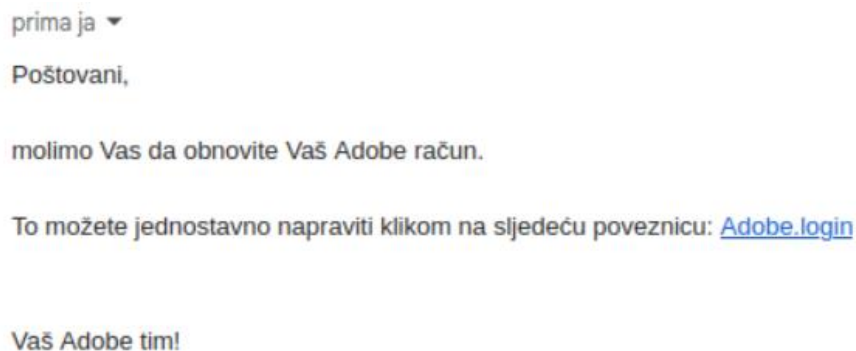 prima ja
Poštovani,
molimo Vas da obnovite Vaš Adobe račun.
To možete jednostavno napraviti klikom na sljedeću poveznicu: Adobe.login
Vaš Adobe tim!